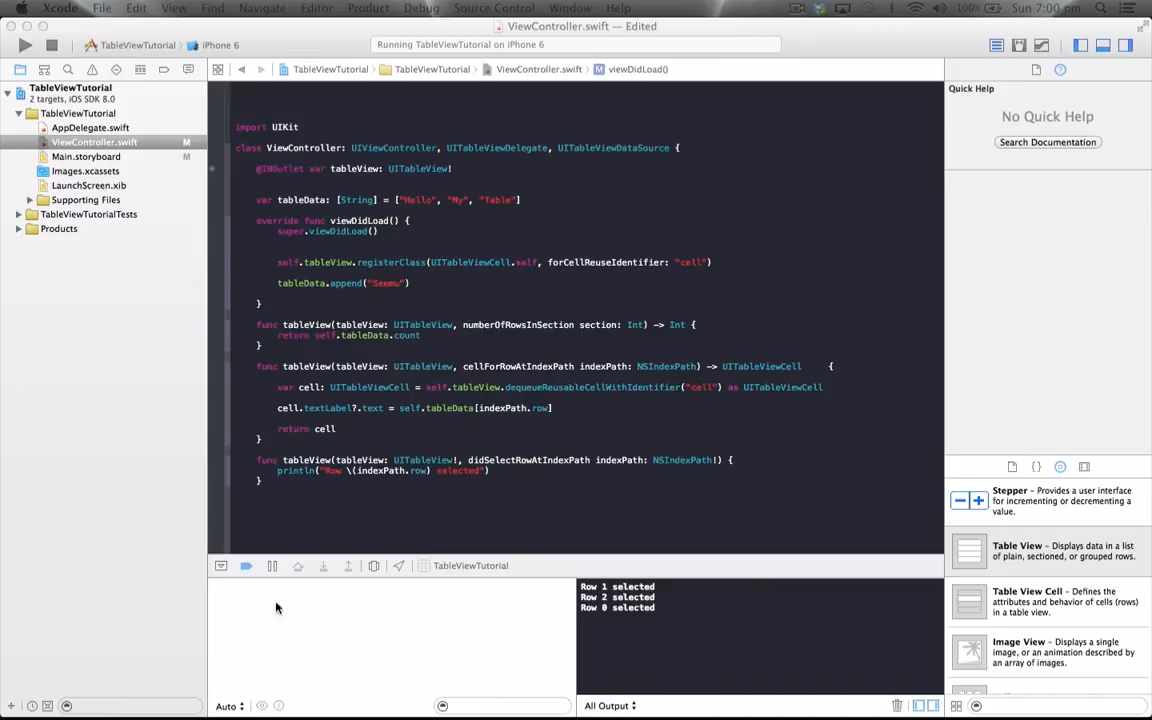 Xcode File Edit View Find Navigate Editor Product Debug Source Control Window Help 100% Sun 7:00 pm
ViewController.swift — Edited
TableViewTutorial iPhone 6 Running TableViewTutorial on iPhone 6
TableViewTutorial TableViewTutorial ViewController.swift M viewDidLoad()
TableViewTutorial
2 targets, iOS SDK 8.0
TableViewTutorial
AppDelegate.swift
ViewController.swift M
Main.storyboard M
Images.xcassets
LaunchScreen.xib
Supporting Files
TableViewTutorialTests
Products
import UIKit
class ViewController: UIViewController, UITableViewDelegate, UITableViewDataSource {
@IBOutlet var tableView: UITableView!
var tableData: [String] = ["Hello", "My", "Table"]
override func viewDidLoad() {
super.viewDidLoad()
self.tableView.registerClass(UITableViewCell.self, forCellReuseIdentifier: "cell")
tableData.append("Seemu")
}
func tableView(tableView: UITableView, numberOfRowsInSection section: Int) -> Int {
return self.tableData.count
}
func tableView(tableView: UITableView, cellForRowAtIndexPath indexPath: NSIndexPath) -> UITableViewCell {
var cell: UITableViewCell = self.tableView.dequeueReusableCellWithIdentifier("cell") as UITableViewCell
cell.textLabel?.text = self.tableData[indexPath.row]
return cell
}
func tableView(tableView: UITableView!, didSelectRowAtIndexPath indexPath: NSIndexPath!) {
println("Row \(indexPath.row) selected")
}
TableViewTutorial
Row 1 selected
Row 2 selected
Row 0 selected
Auto
All Output
Quick Help
No Quick Help
Search Documentation
Stepper – Provides a user interface
for incrementing or decrementing a
value.
Table View – Displays data in a list
of plain, sectioned, or grouped rows.
Table View Cell – Defines the
attributes and behavior of cells (rows)
in a table view.
Image View – Displays a single
image, or an animation described by
an array of images.